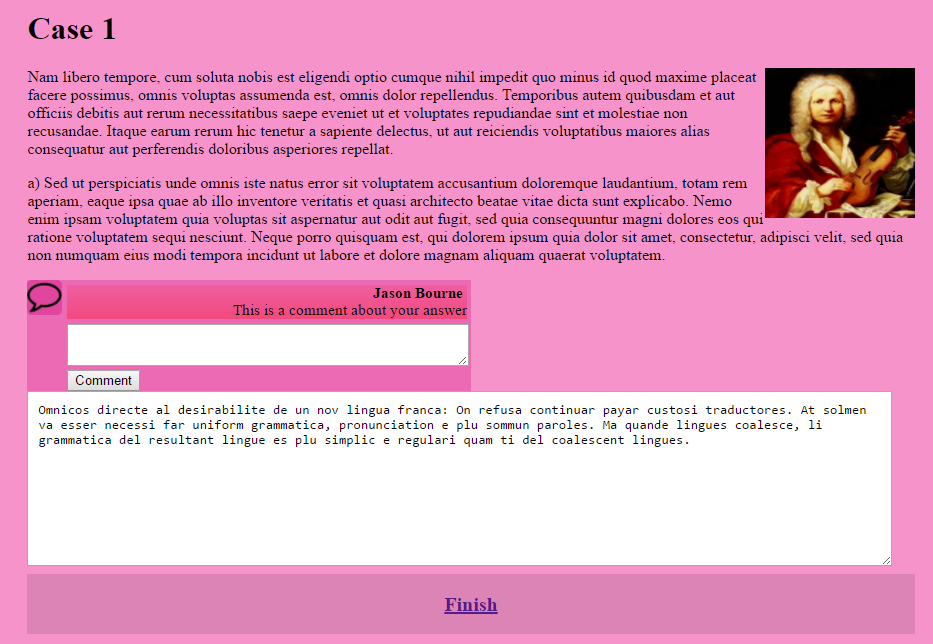 Case 1
Nam libero tempore, cum soluta nobis est eligendi optio cumque nihil impedit quo minus id quod maxime placeat
facere possimus, omnis voluptas assumenda est, omnis dolor repellendus. Temporibus autem quibusdam et aut
officiis debitis aut rerum necessitatibus saepe eveniet ut et voluptates repudiandae sint et molestiae non
recusandae. Itaque earum rerum hic tenetur a sapiente delectus, ut aut reiciendis voluptatibus maiores alias
consequatur aut perferendis doloribus asperiores repellat.
a) Sed ut perspiciatis unde omnis iste natus error sit voluptatem accusantium doloremque laudantium, totam rem
aperiam, eaque ipsa quae ab illo inventore veritatis et quasi architecto beatae vitae dicta sunt explicabo. Nemo
enim ipsam voluptatem quia voluptas sit aspernatur aut odit aut fugit, sed quia consequuntur magni dolores eos qui
ratione voluptatem sequi nesciunt. Neque porro quisquam est, qui dolorem ipsum quia dolor sit amet, consectetur, adipisci velit, sed quia
non numquam eius modi tempora incidunt ut labore et dolore magnam aliquam quaerat voluptatem.
Jason Bourne
This is a comment about your answer
Comment
Omnicos directe al desirabilite de un nov lingua franca: On refusa continuar payar custosi traductores. At solmen
va esser necessi far uniform grammatica, pronunciation e plu sommun paroles. Ma quande lingues coalesce, li
grammatica del resultant lingue es plu simplic e regulari quam ti del coalescent lingues.
Finish